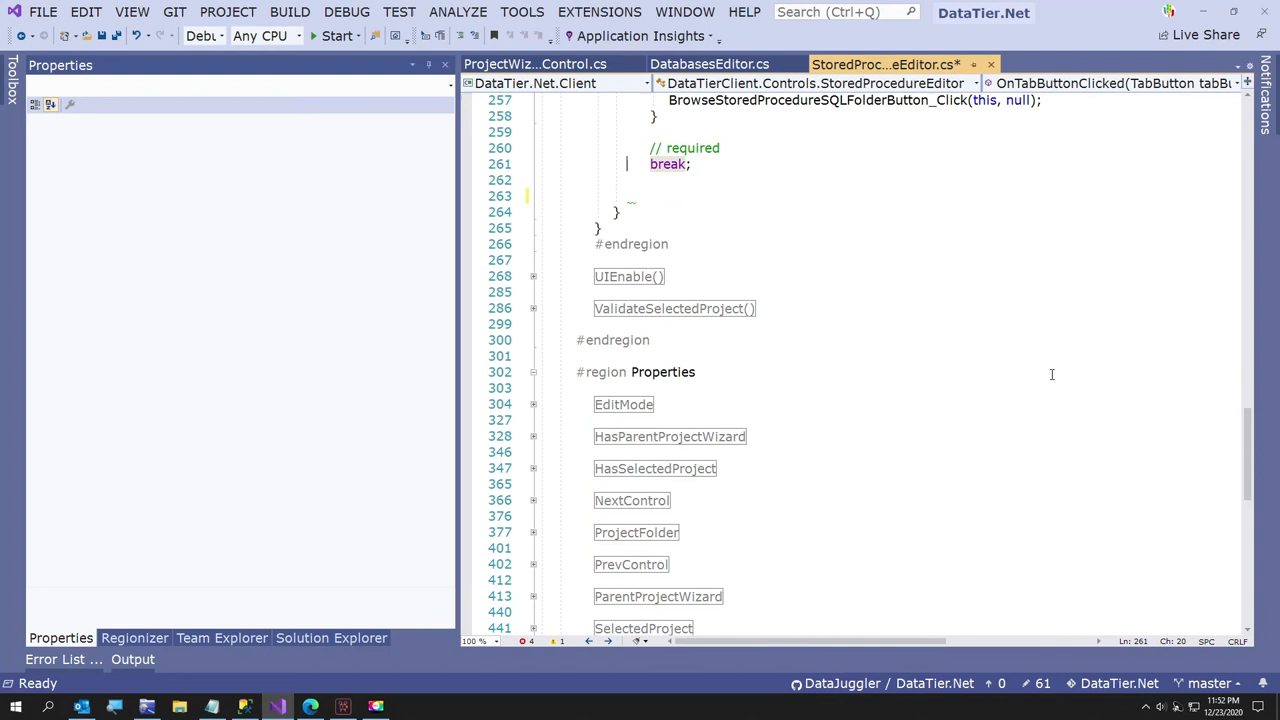 FILE EDIT VIEW PROJECT GIT BUILD DEBUG TEST ANALYZE TOOLS EXTENSIONS WINDOW HELP Search (Ctrl+Q) DataTier.Net
Debu Any CPU Start Application Insights Live Share
Toolbox
Properties
ProjectWiz...Control.cs DatabasesEditor.cs StoredProc...eEditor.cs*
DataTier.Net.Client DataTierClient.Controls.StoredProcedureEditor OnTabButtonClicked(TabButton tabBu
Notifications
257 BrowseStoredProcedureSQLFolderButton_Click(this, null);
258 }
259
260 // required
261 break;
262
263
264 }
265 }
266 #endregion
267
268 UIEnable()
285
286 ValidateSelectedProject()
299
300 #endregion
301
302 #region Properties
303
304 EditMode
327
328 HasParentProjectWizard
346
347 HasSelectedProject
365
366 NextControl
376
377 ProjectFolder
401
402 PrevControl
412
413 ParentProjectWizard
440
441 SelectedProject
100 % 4 1 Ln: 261 Ch: 20 SPC CRLF
Properties Regionizer Team Explorer Solution Explorer
Error List ... Output
Ready DataJuggler / DataTier.Net 0 61 DataTier.Net master
11:52 PM
12/23/2020